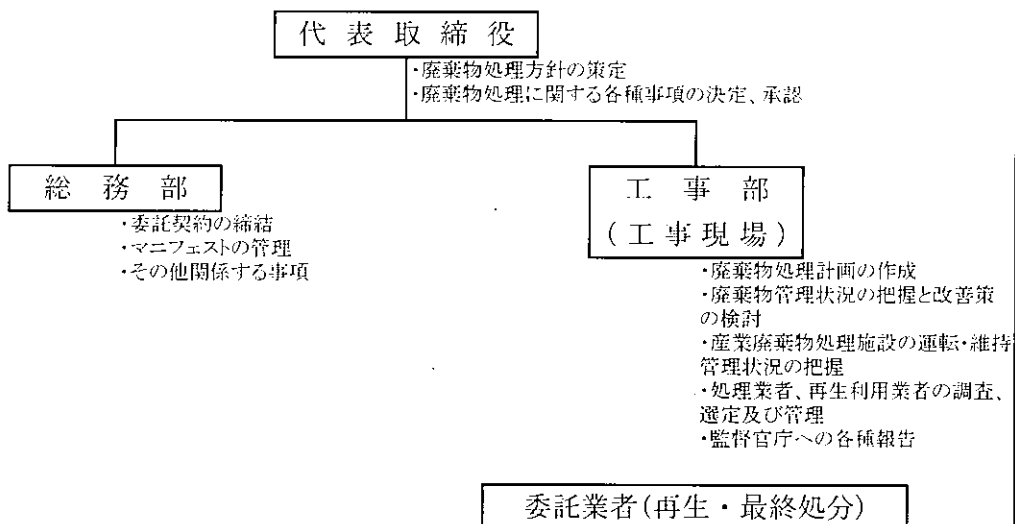 代表取締役
・廃棄物処理方針の策定
・廃棄物処理に関する各種事項の決定、承認
総務部
・委託契約の締結
・マニフェストの管理
・その他関係する事項
工事部
(工事現場)
・廃棄物処理計画の作成
・廃棄物管理状況の把握と改善策
の検討
・産業廃棄物処理施設の運転・維持
管理状況の把握
・処理業者、再生利用業者の調査、
選定及び管理
・監督官庁への各種報告
委託業者(再生・最終処分)